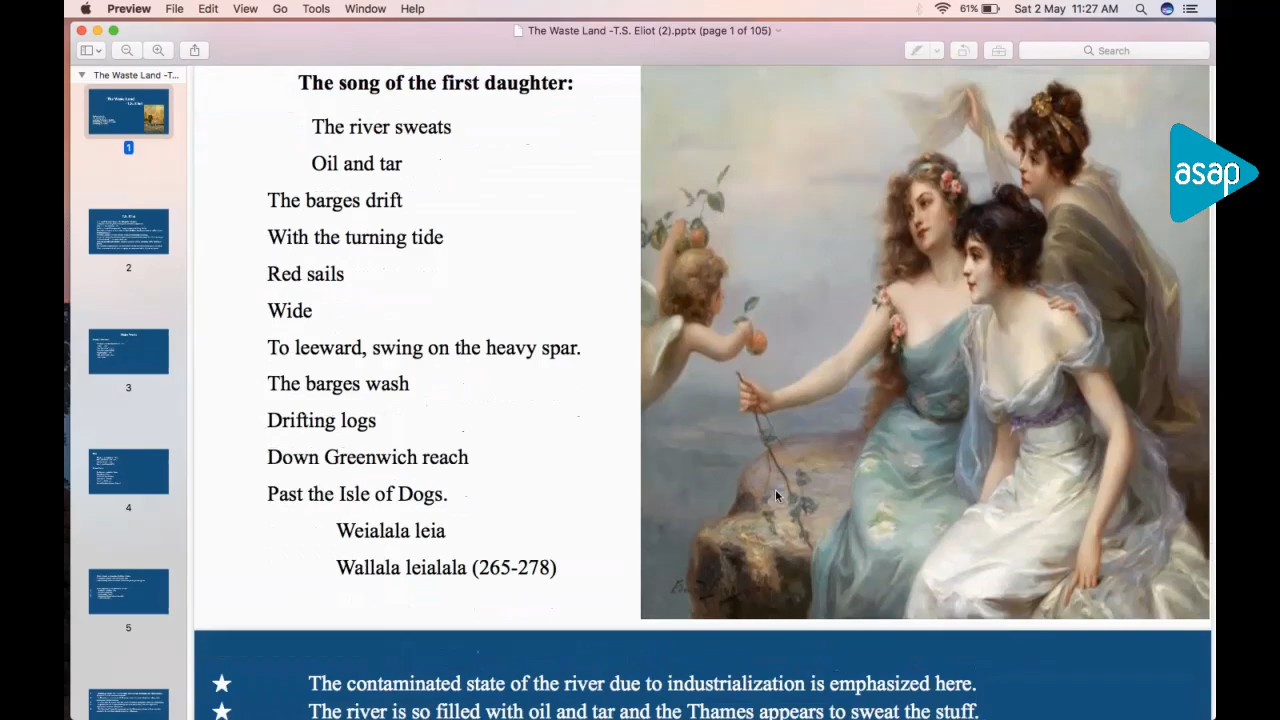 Preview File Edit View Go Tools Window Help 61% Sat 2 May 11:27 AM
The Waste Land -T.S. Eliot (2).pptx (page 1 of 105)
Search
The Waste Land -T...
1
2
3
4
5
The song of the first daughter:
The river sweats
Oil and tar
The barges drift
With the turning tide
Red sails
Wide
To leeward, swing on the heavy spar.
The barges wash
Drifting logs
Down Greenwich reach
Past the Isle of Dogs.
Weialala leia
Wallala leialala (265-278)
asap
★ The contaminated state of the river due to industrialization is emphasized here.
★ The river is so filled with oil and tar and the Thames appears to sweat the stuff.